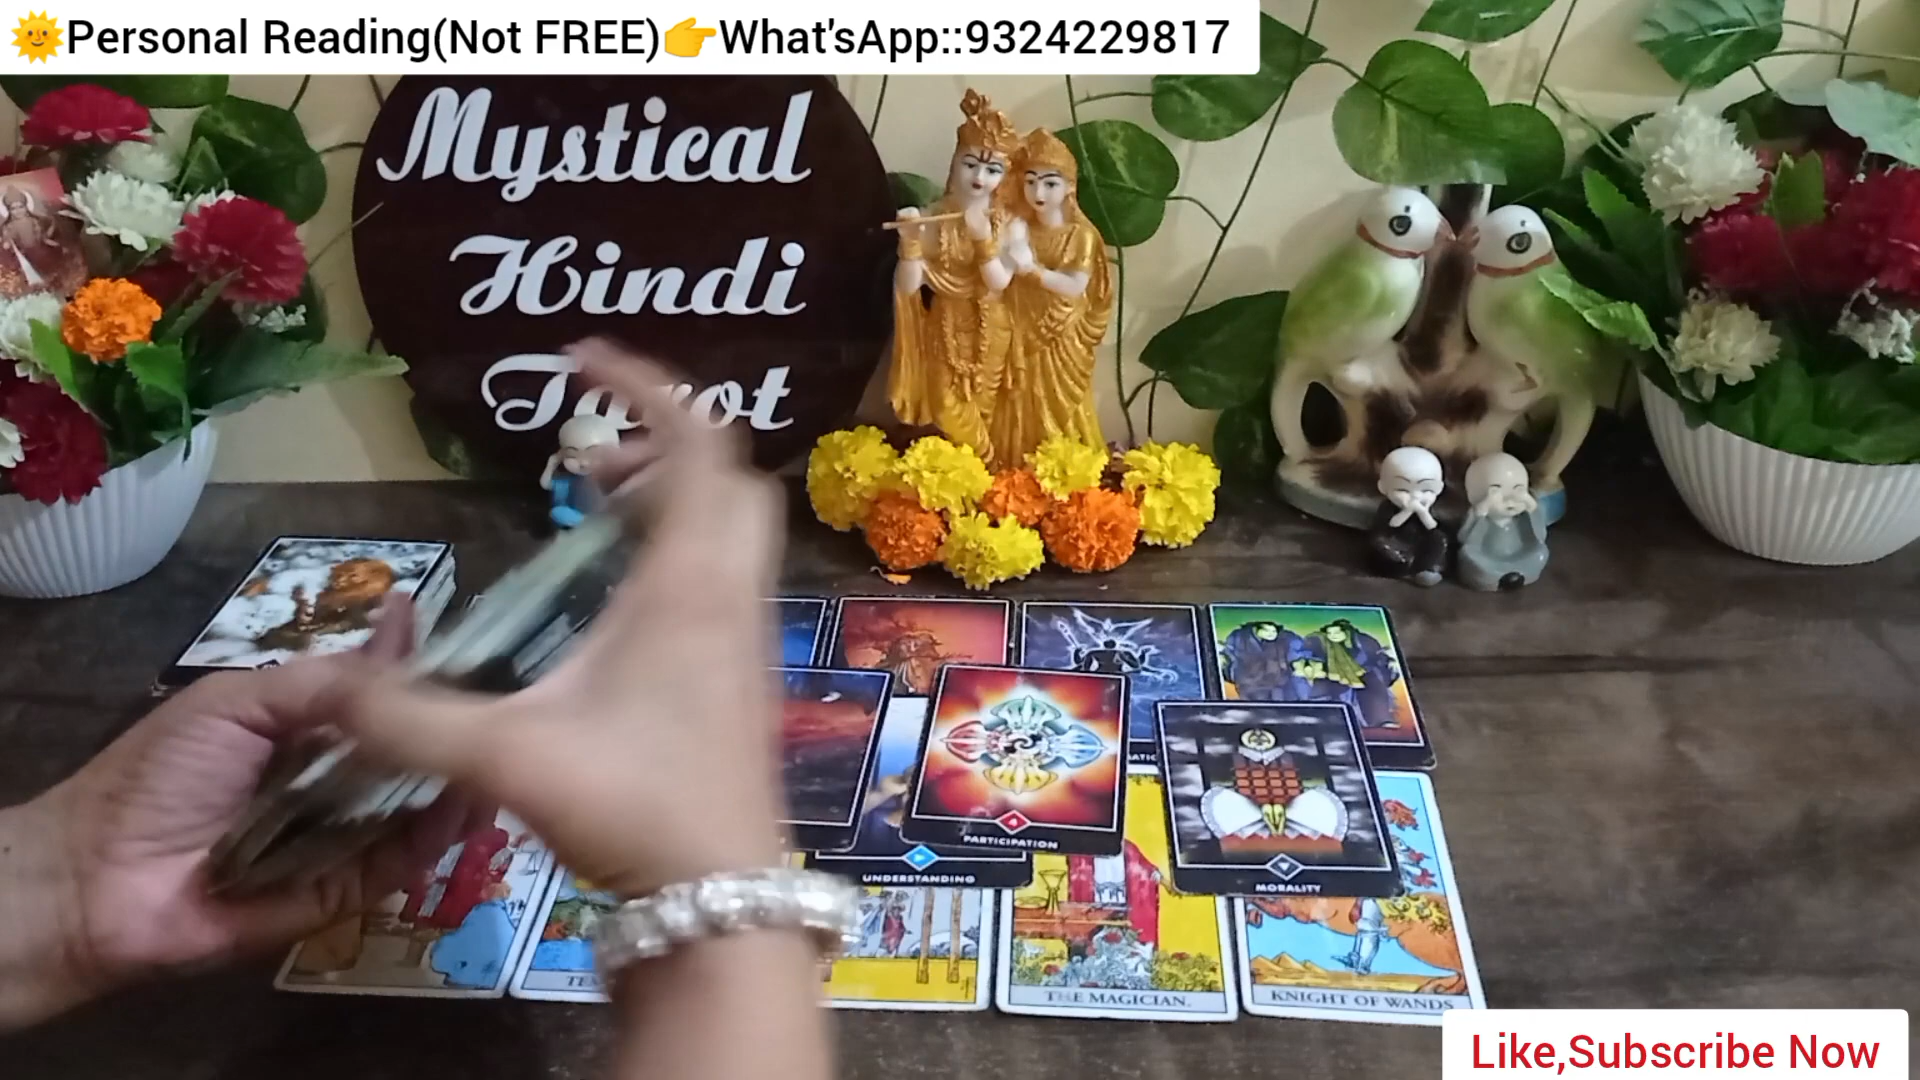 🌞Personal Reading(Not FREE)👉What'sApp::9324229817
Mystical
Hindi
Tarot
PARTICIPATION
UNDERSTANDING
MORALITY
THE MAGICIAN.
KNIGHT OF WANDS
Like,Subscribe Now